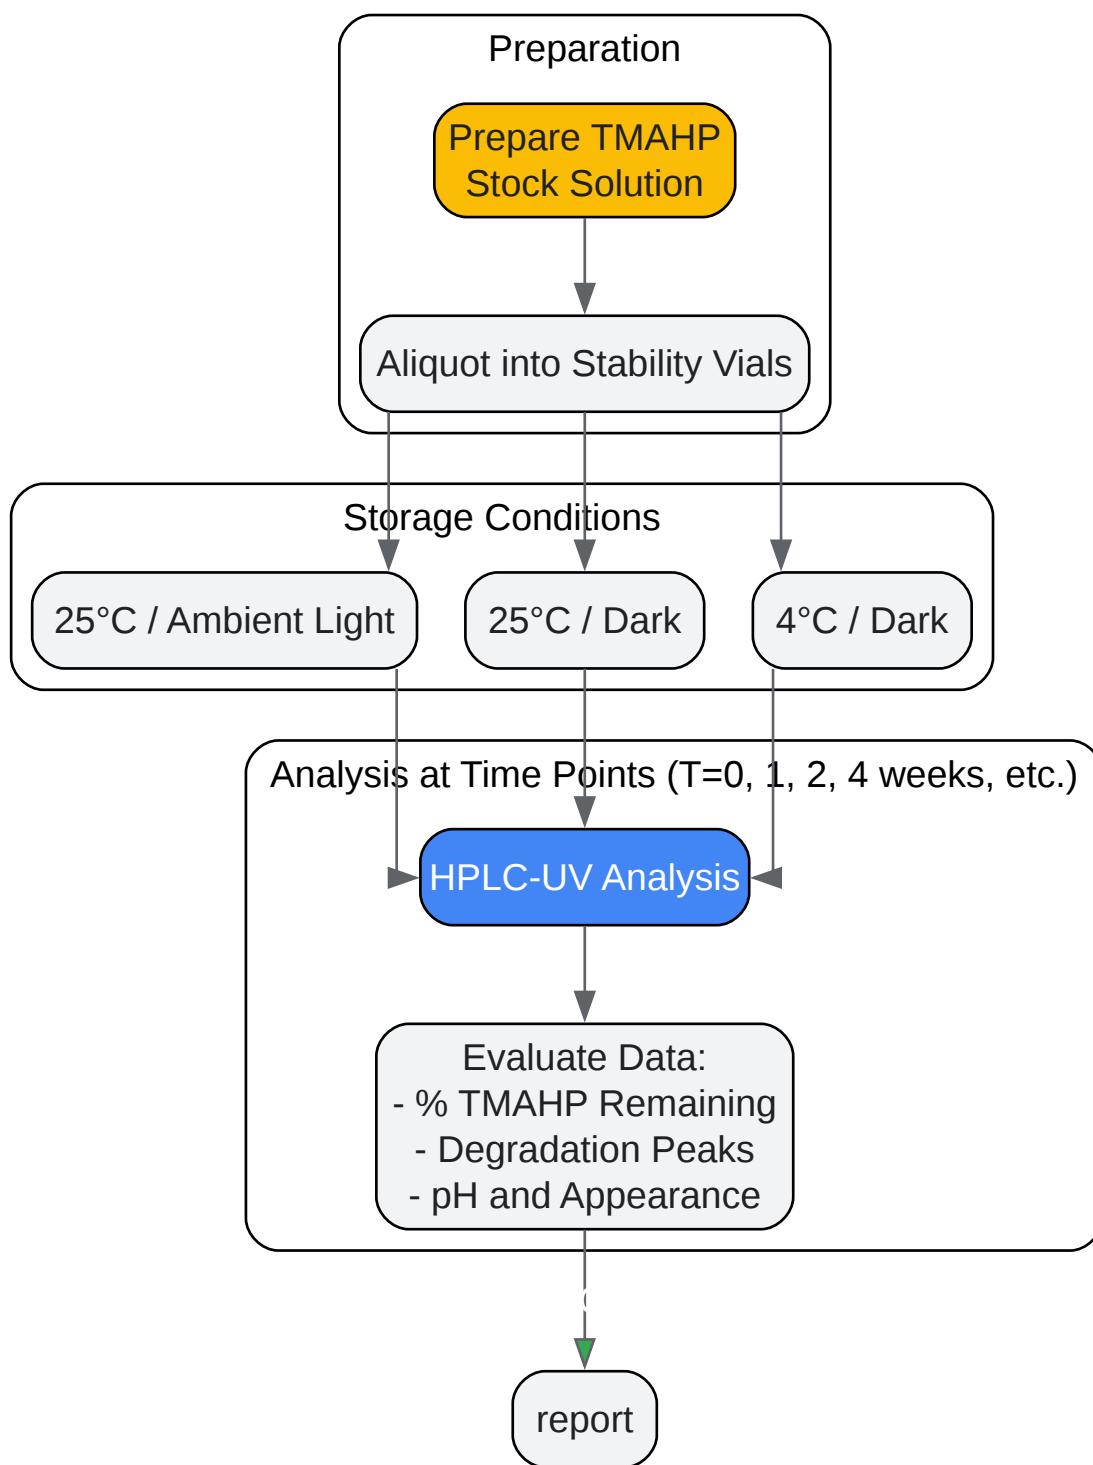 Preparation
Prepare TMAHP
Stock Solution
Aliquot into Stability Vials
Storage Conditions
25°C / Ambient Light
25°C / Dark
4°C / Dark
Analysis at Time Points (T=0, 1, 2, 4 weeks, etc.)
HPLC-UV Analysis
Evaluate Data:
- % TMAHP Remaining
- Degradation Peaks
- pH and Appearance
report